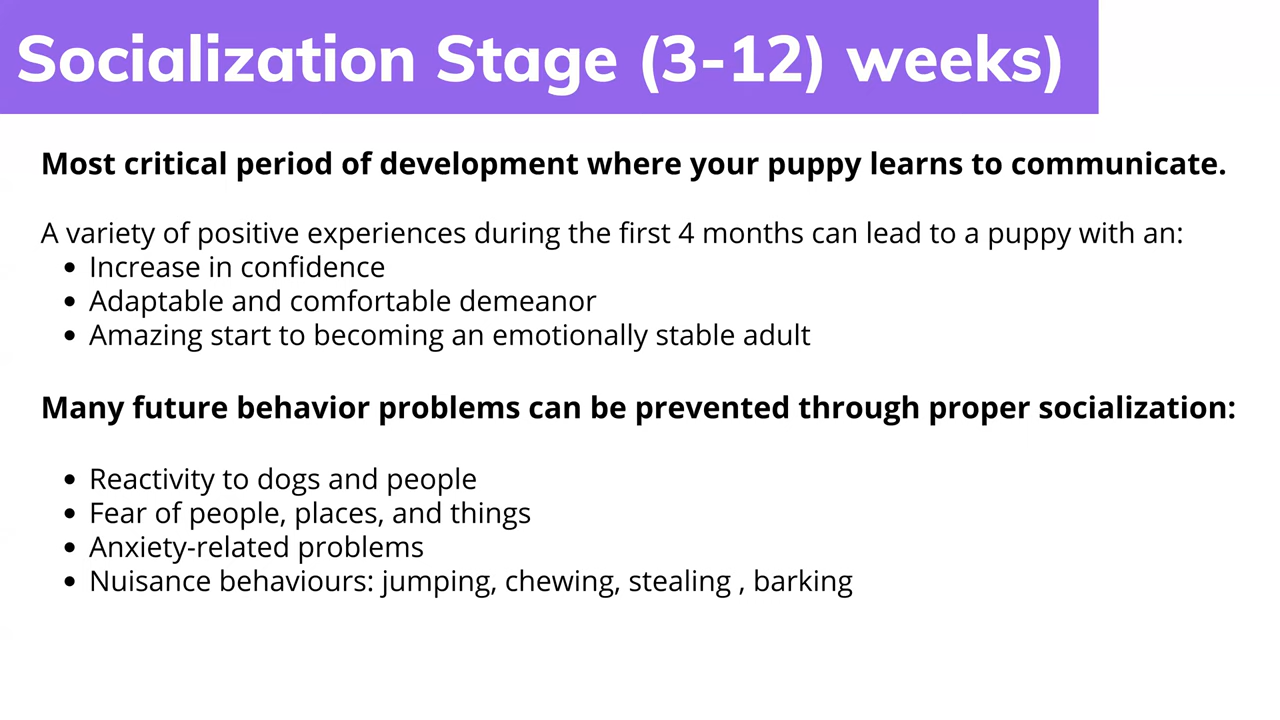 Socialization Stage (3-12) weeks)
Most critical period of development where your puppy learns to communicate.
A variety of positive experiences during the first 4 months can lead to a puppy with an:
• Increase in confidence
• Adaptable and comfortable demeanor
• Amazing start to becoming an emotionally stable adult
Many future behavior problems can be prevented through proper socialization:
• Reactivity to dogs and people
• Fear of people, places, and things
• Anxiety-related problems
• Nuisance behaviours: jumping, chewing, stealing , barking